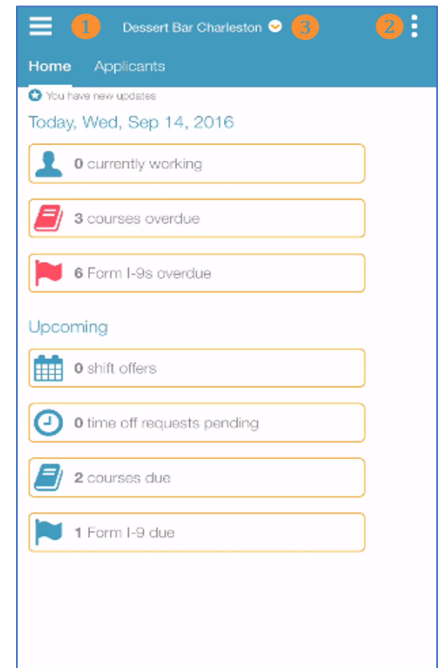 1 Dessert Bar Charleston 3 2
Home Applicants
You have new updates
Today, Wed, Sep 14, 2016
0 currently working
3 courses overdue
6 Form I-9s overdue
Upcoming
0 shift offers
0 time off requests pending
2 courses due
1 Form I-9 due